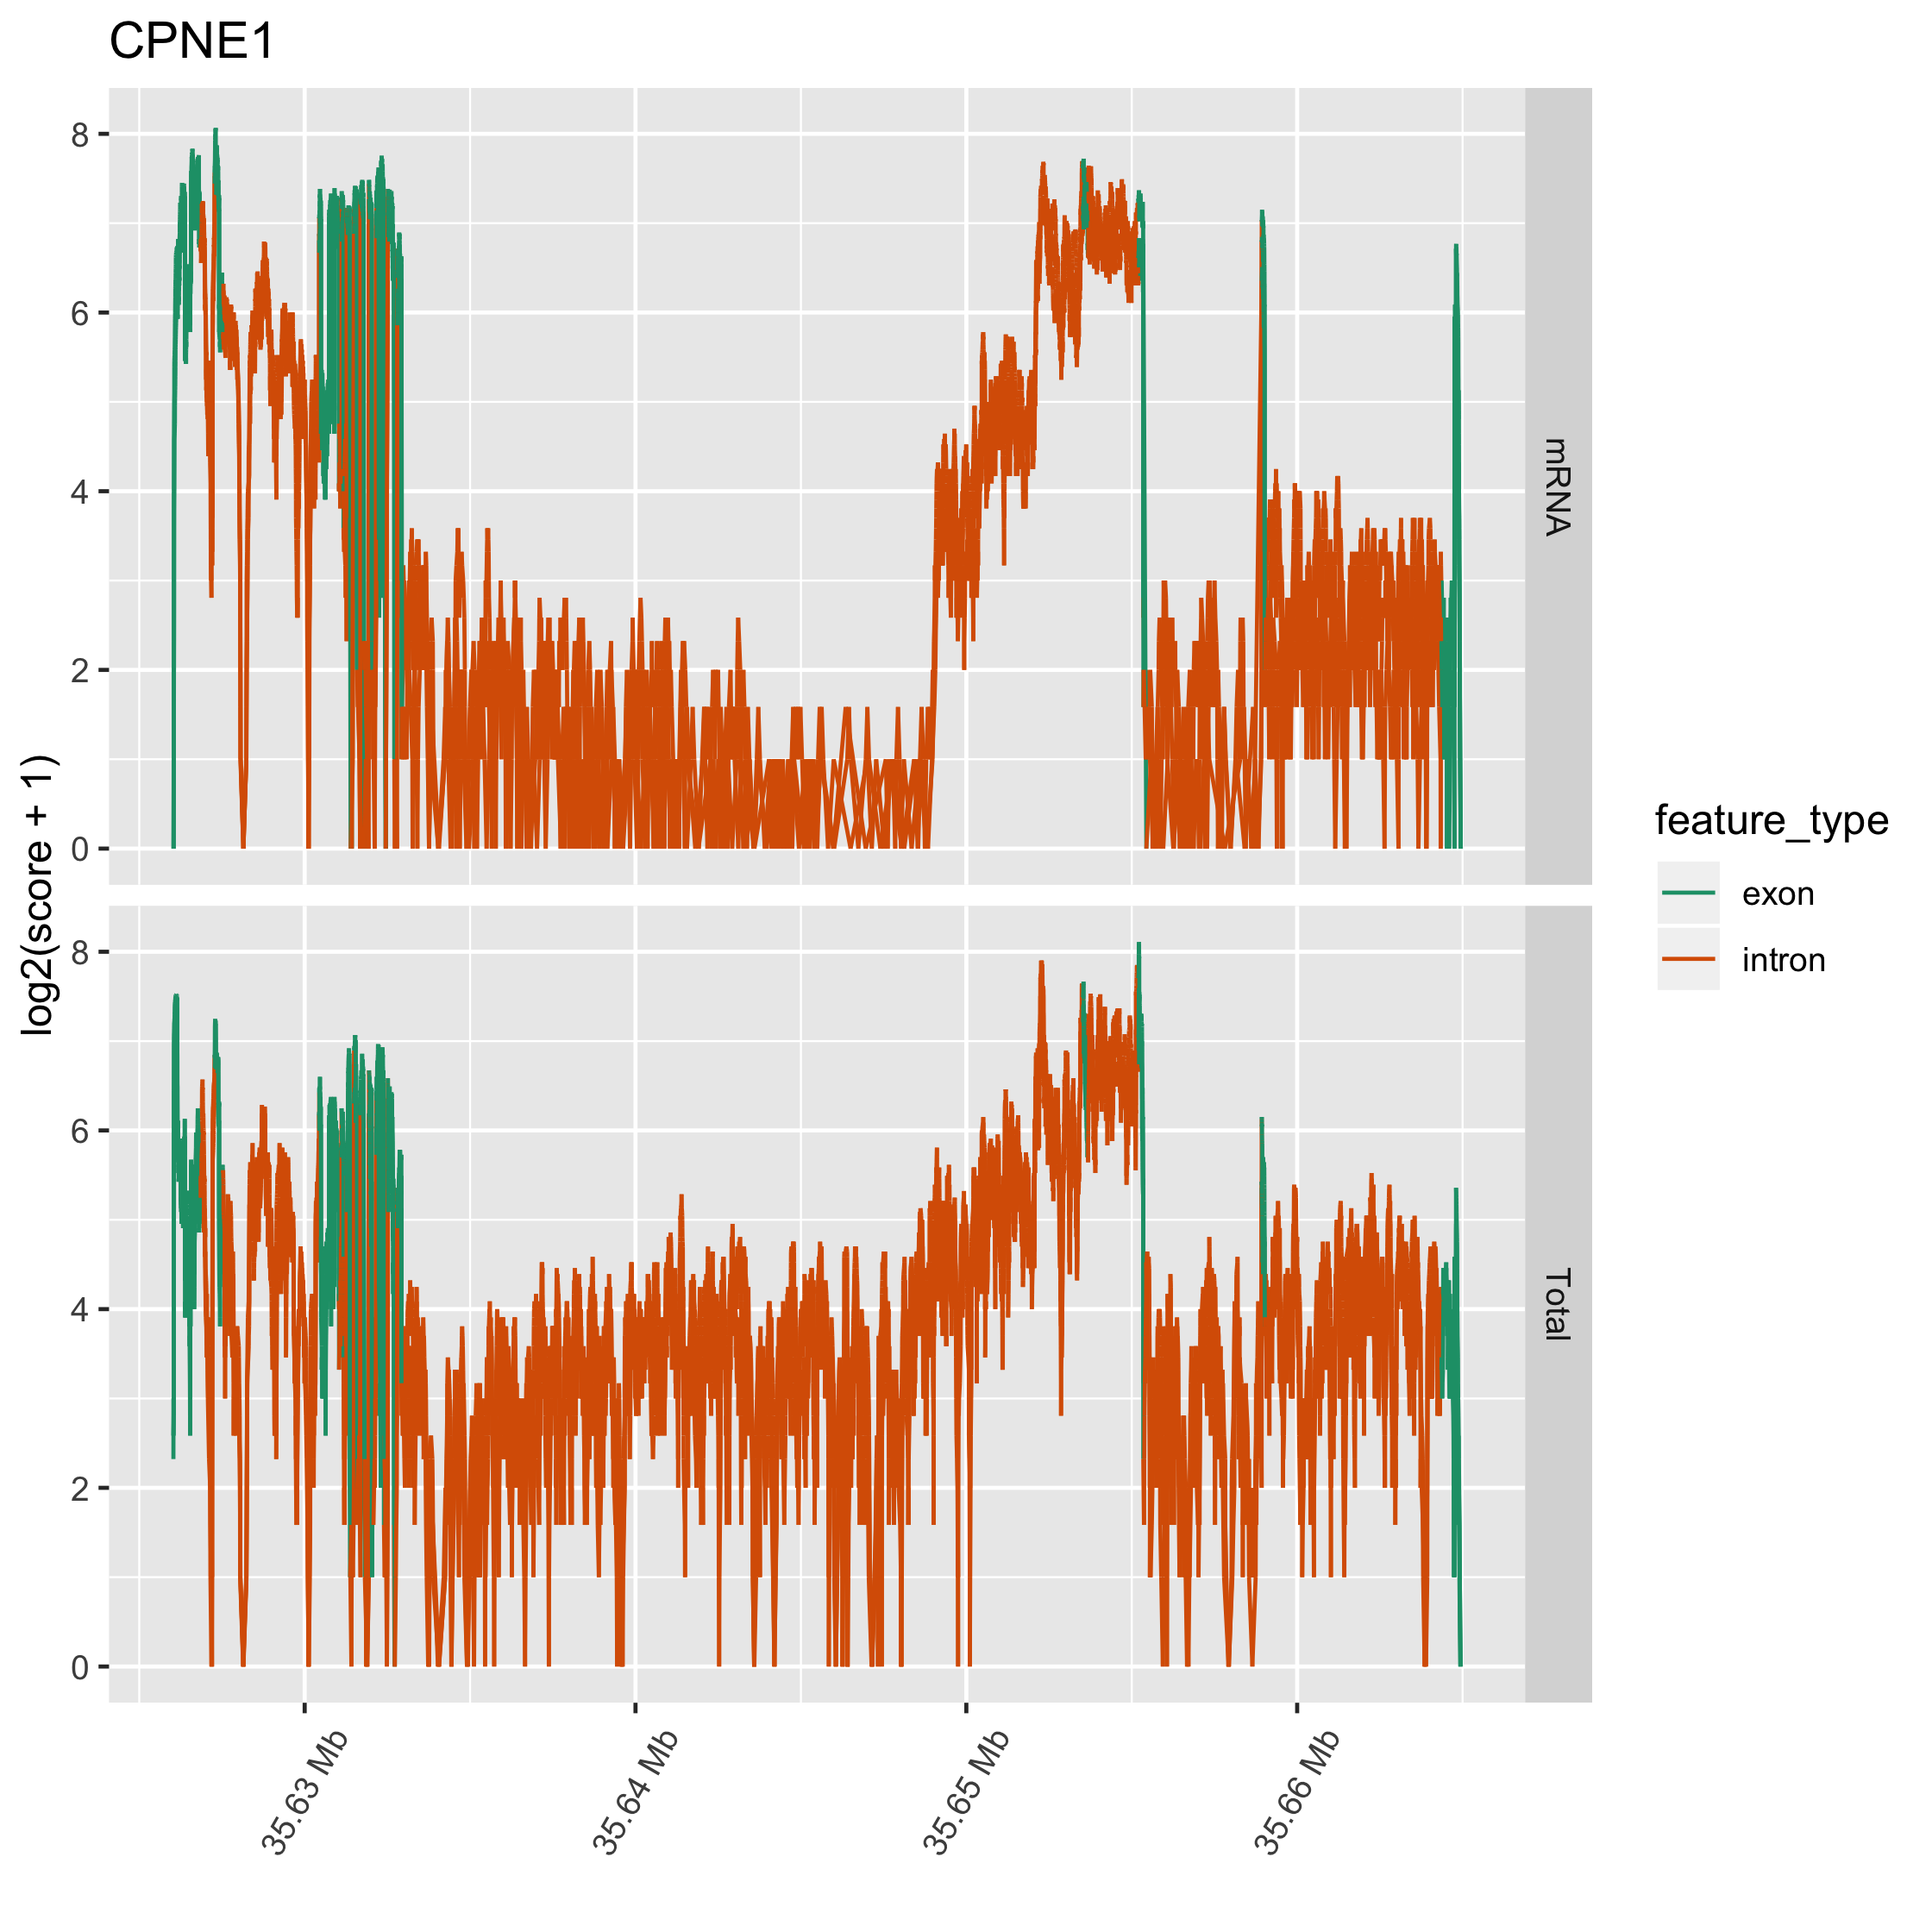 CPNE1
log2(score + 1)
8
6
4
2
0
mRNA
8
6
4
2
0
Total
35.63 Mb
35.64 Mb
35.65 Mb
35.66 Mb
feature_type
exon
intron